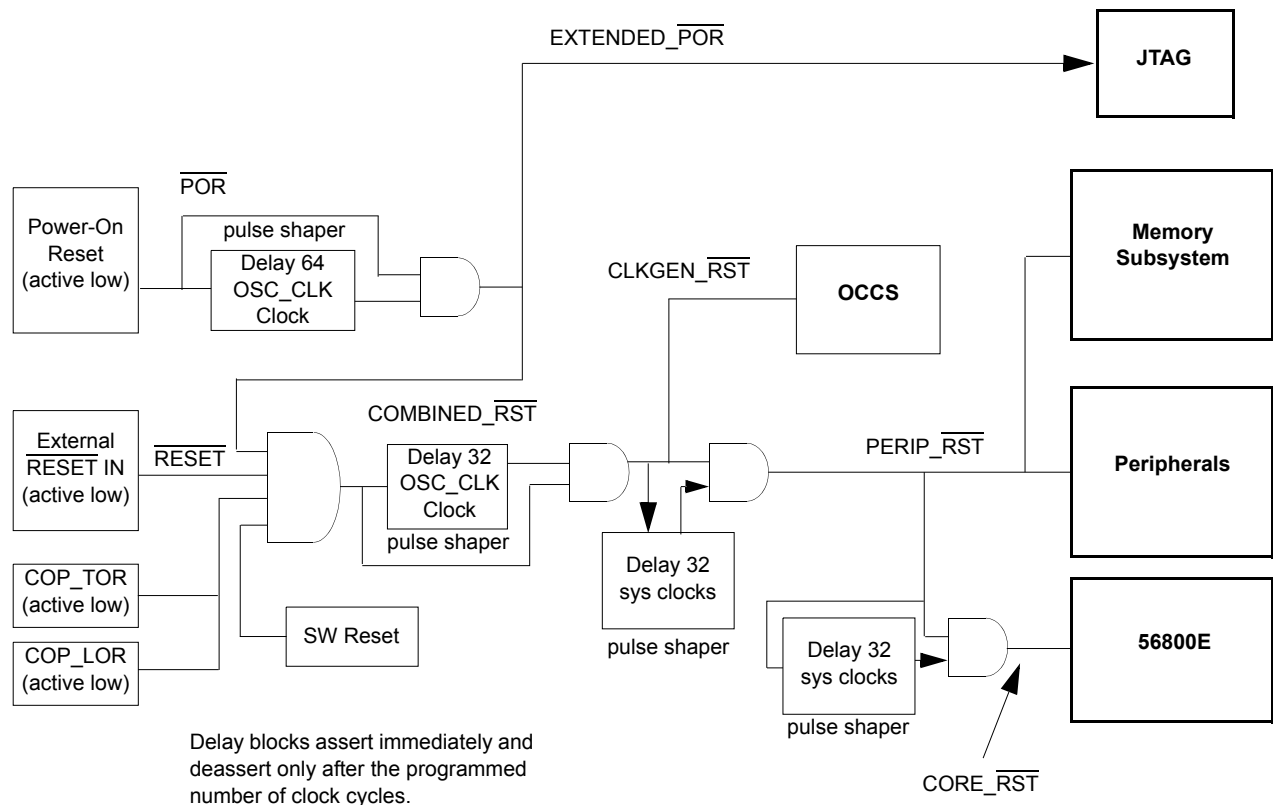 EXTENDED_POR
JTAG
POR
Power-On
Reset
(active low)
pulse shaper
Delay 64
OSC_CLK
Clock
CLKGEN_RST
OCCS
Memory
Subsystem
External
RESET IN
(active low)
RESET
COMBINED_RST
Delay 32
OSC_CLK
Clock
pulse shaper
PERIP_RST
Peripherals
COP_TOR
(active low)
SW Reset
COP_LOR
(active low)
Delay 32
sys clocks
pulse shaper
Delay 32
sys clocks
pulse shaper
56800E
CORE_RST
Delay blocks assert immediately and
deassert only after the programmed
number of clock cycles.